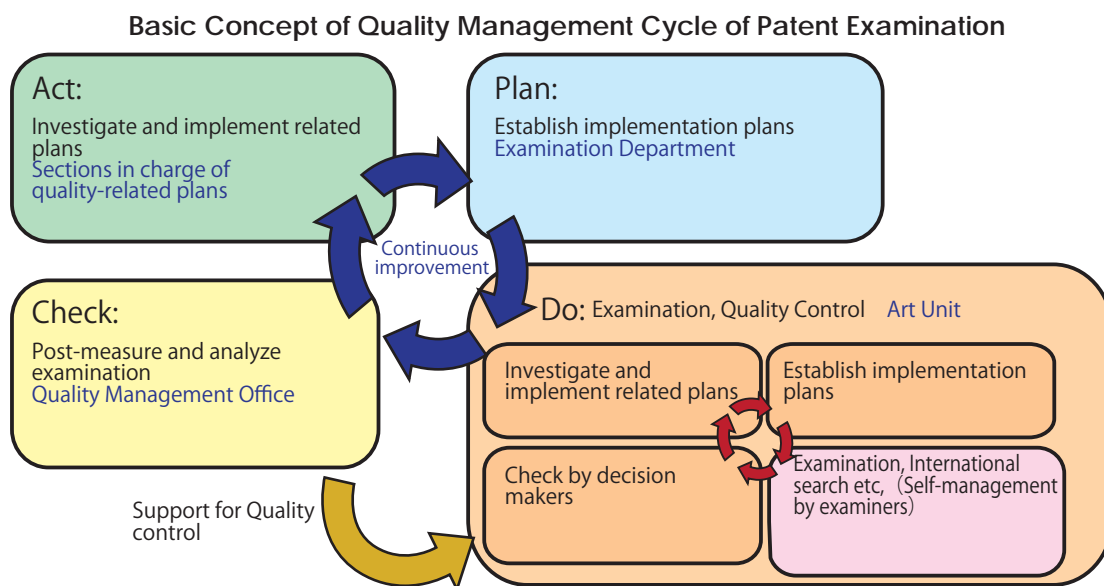 Basic Concept of Quality Management Cycle of Patent Examination
Act:
Investigate and implement related
plans
Sections in charge of
quality-related plans
Plan:
Establish implementation plans
Examination Department
Continuous
improvement
Check:
Post-measure and analyze
examination
Quality Management Office
Do: Examination, Quality Control Art Unit
Investigate and
implement related plans
Establish implementation
plans
Check by decision
makers
Examination, International
search etc,（Self-management
by examiners）
Support for Quality
control